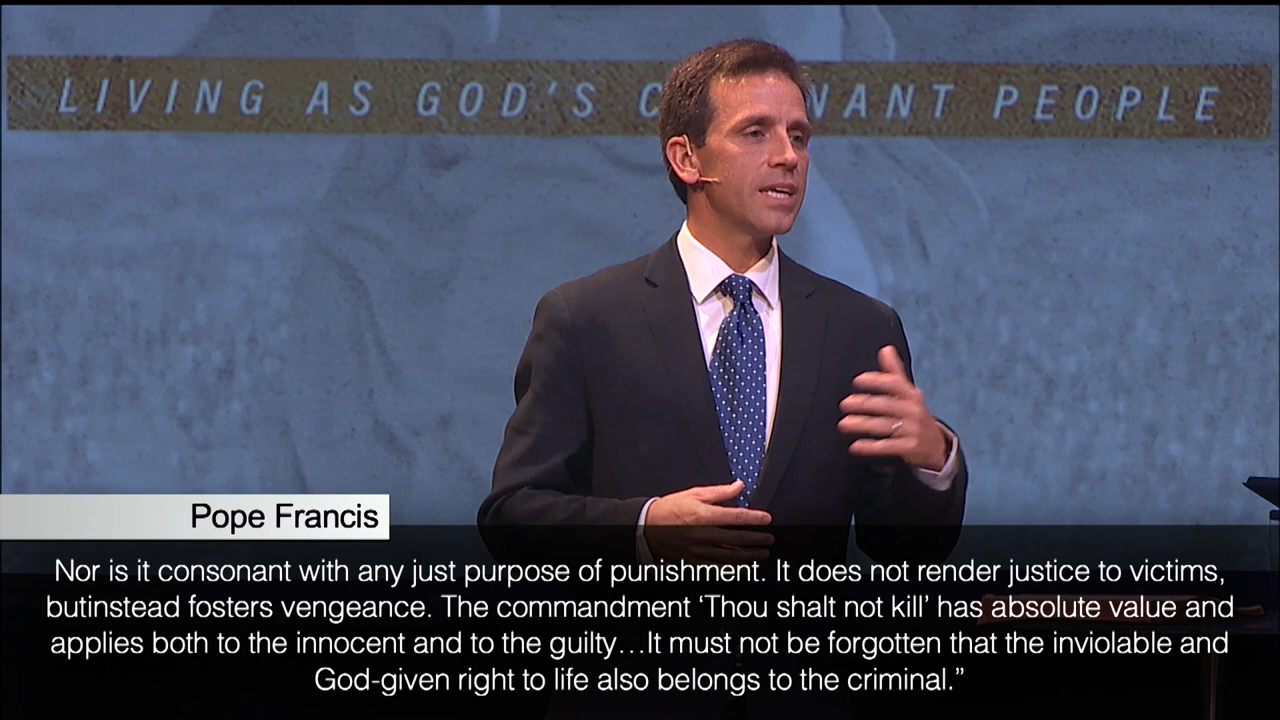 LIVING AS GOD'S C NANT PEOPLE
Pope Francis
Nor is it consonant with any just purpose of punishment. It does not render justice to victims,
butinstead fosters vengeance. The commandment ‘Thou shalt not kill’ has absolute value and
applies both to the innocent and to the guilty…It must not be forgotten that the inviolable and
God-given right to life also belongs to the criminal.”